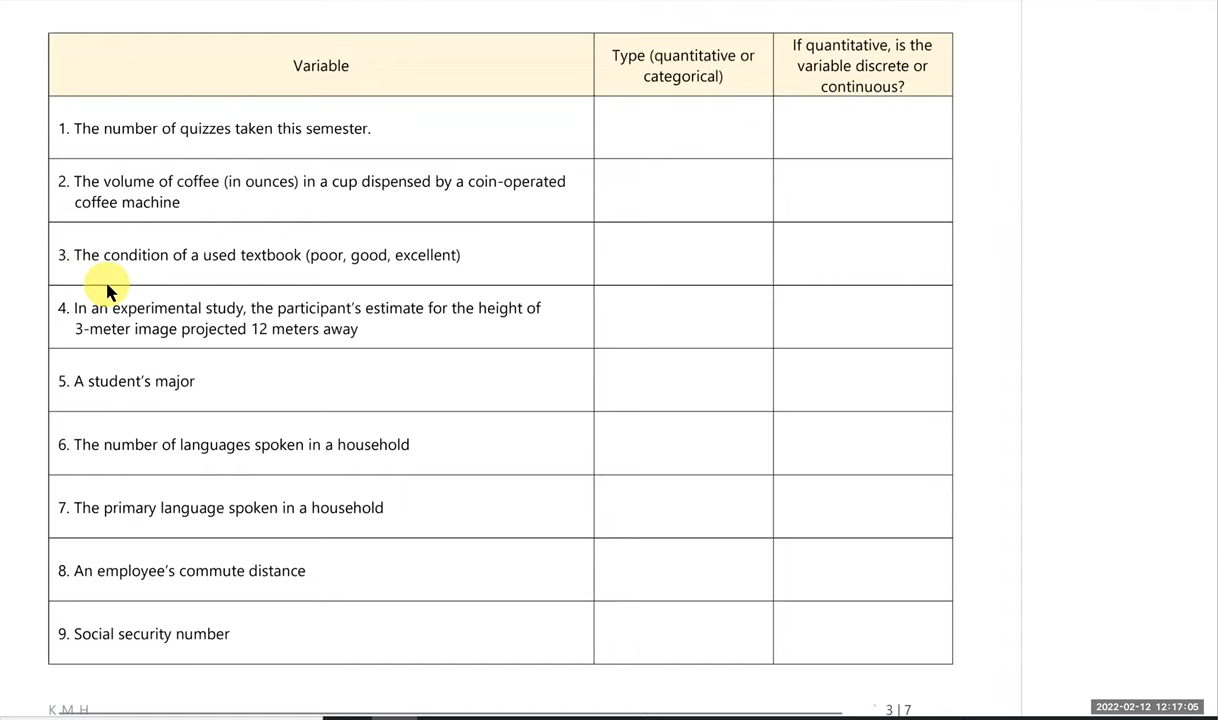 Variable
Type (quantitative or
categorical)
If quantitative, is the
variable discrete or
continuous?
1. The number of quizzes taken this semester.
2. The volume of coffee (in ounces) in a cup dispensed by a coin-operated
coffee machine
3. The condition of a used textbook (poor, good, excellent)
4. In an experimental study, the participant's estimate for the height of
3-meter image projected 12 meters away
5. A student's major
6. The number of languages spoken in a household
7. The primary language spoken in a household
8. An employee's commute distance
9. Social security number
K M H
3 | 7
2022-02-12 12:17:05